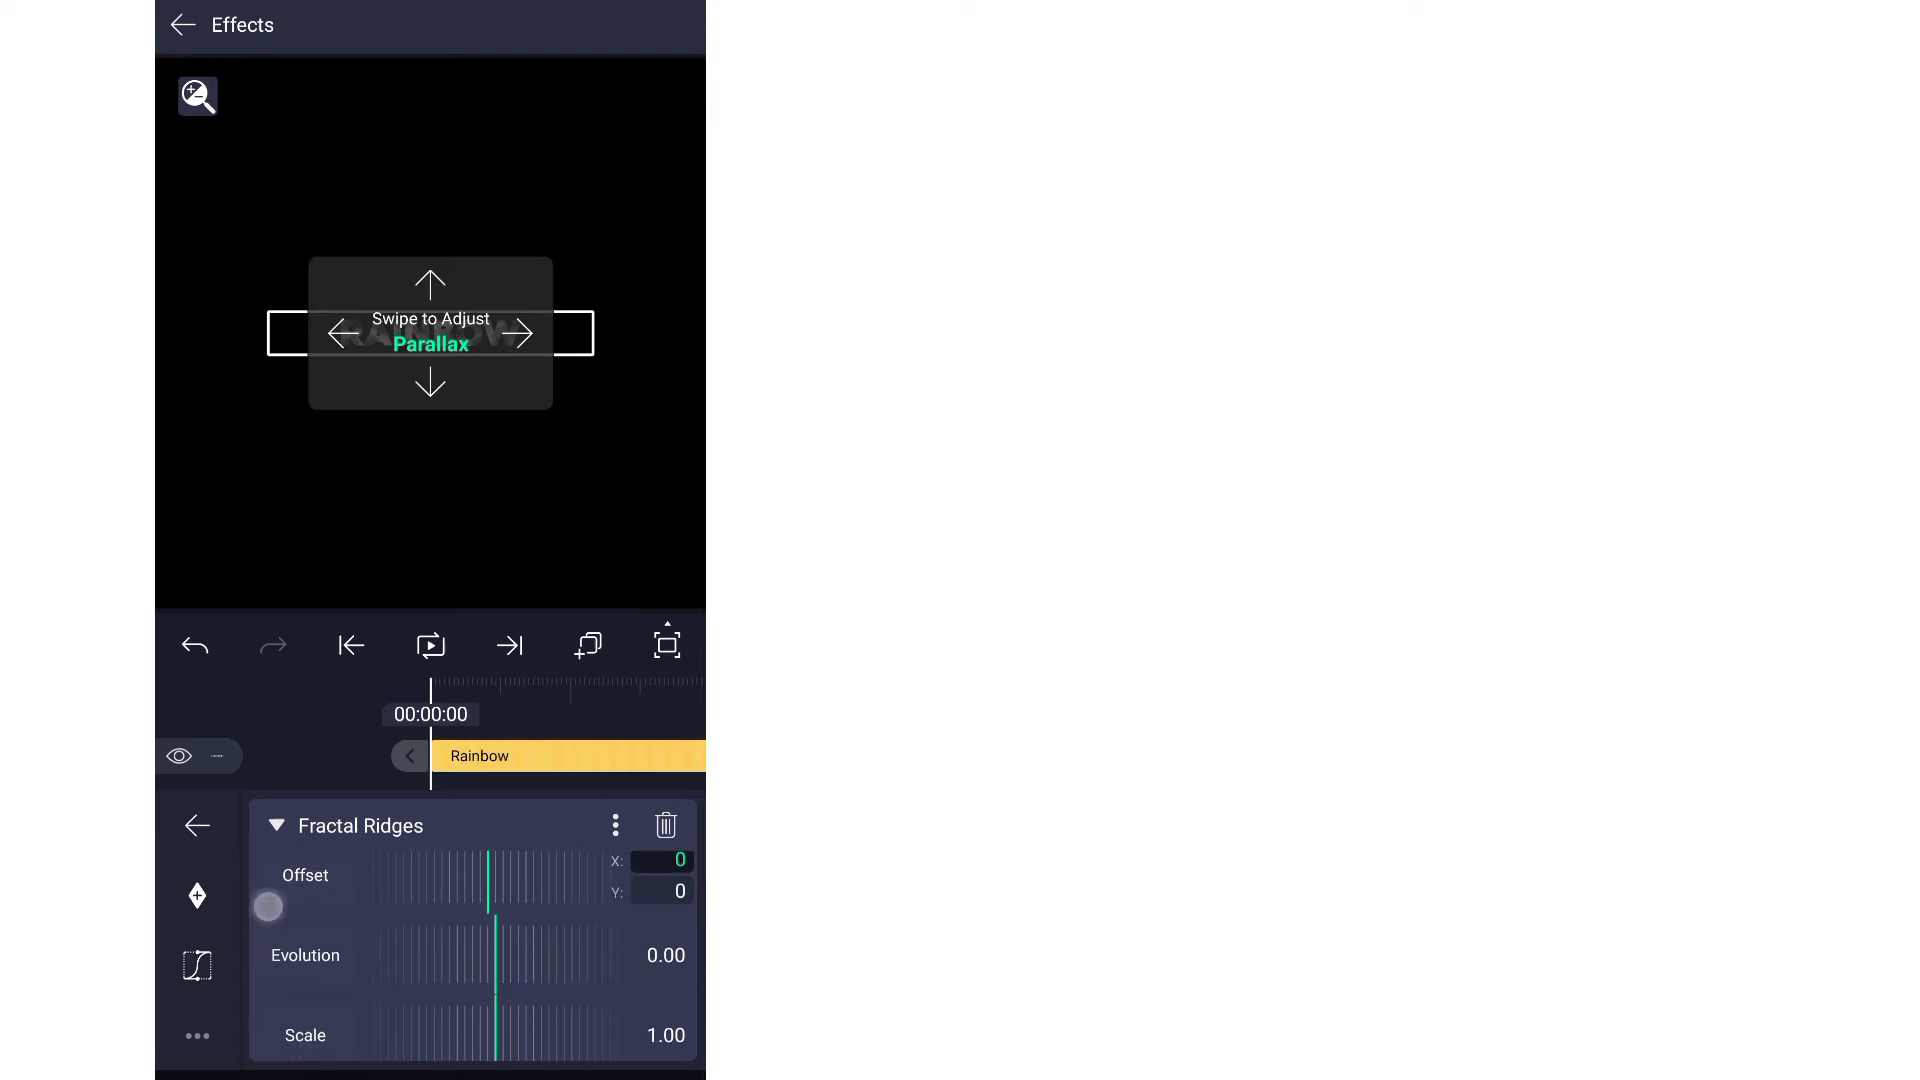 Effects
Swipe to Adjust
RAINBOW
Parallax
00:00:00
Rainbow
Fractal Ridges
Offset
X: 0
Y: 0
Evolution
0.00
Scale
1.00